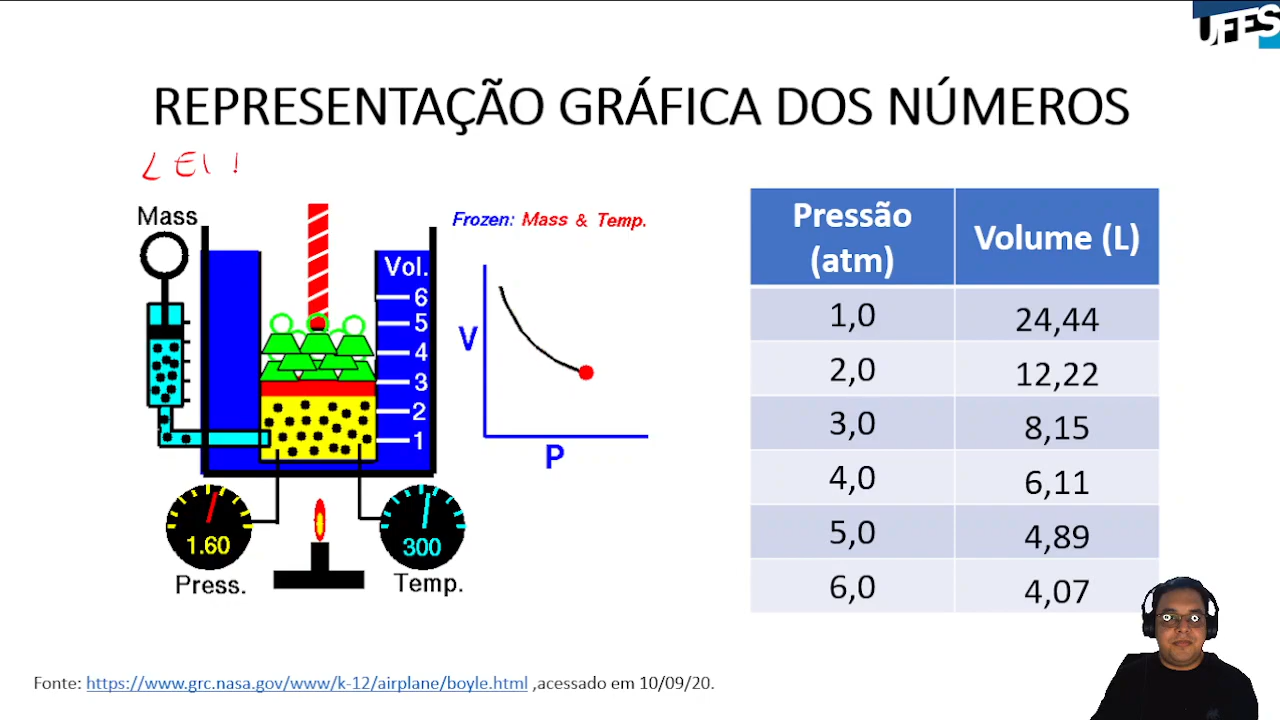 UFES
REPRESENTAÇÃO GRÁFICA DOS NÚMEROS
LEI
Mass
Frozen: Mass & Temp.
Vol.
6
5
4
3
2
1
V
P
1.60
Press.
300
Temp.
Pressão (atm) Volume (L)
1,0 24,44
2,0 12,22
3,0 8,15
4,0 6,11
5,0 4,89
6,0 4,07
Fonte: https://www.grc.nasa.gov/www/k-12/airplane/boyle.html ,acessado em 10/09/20.